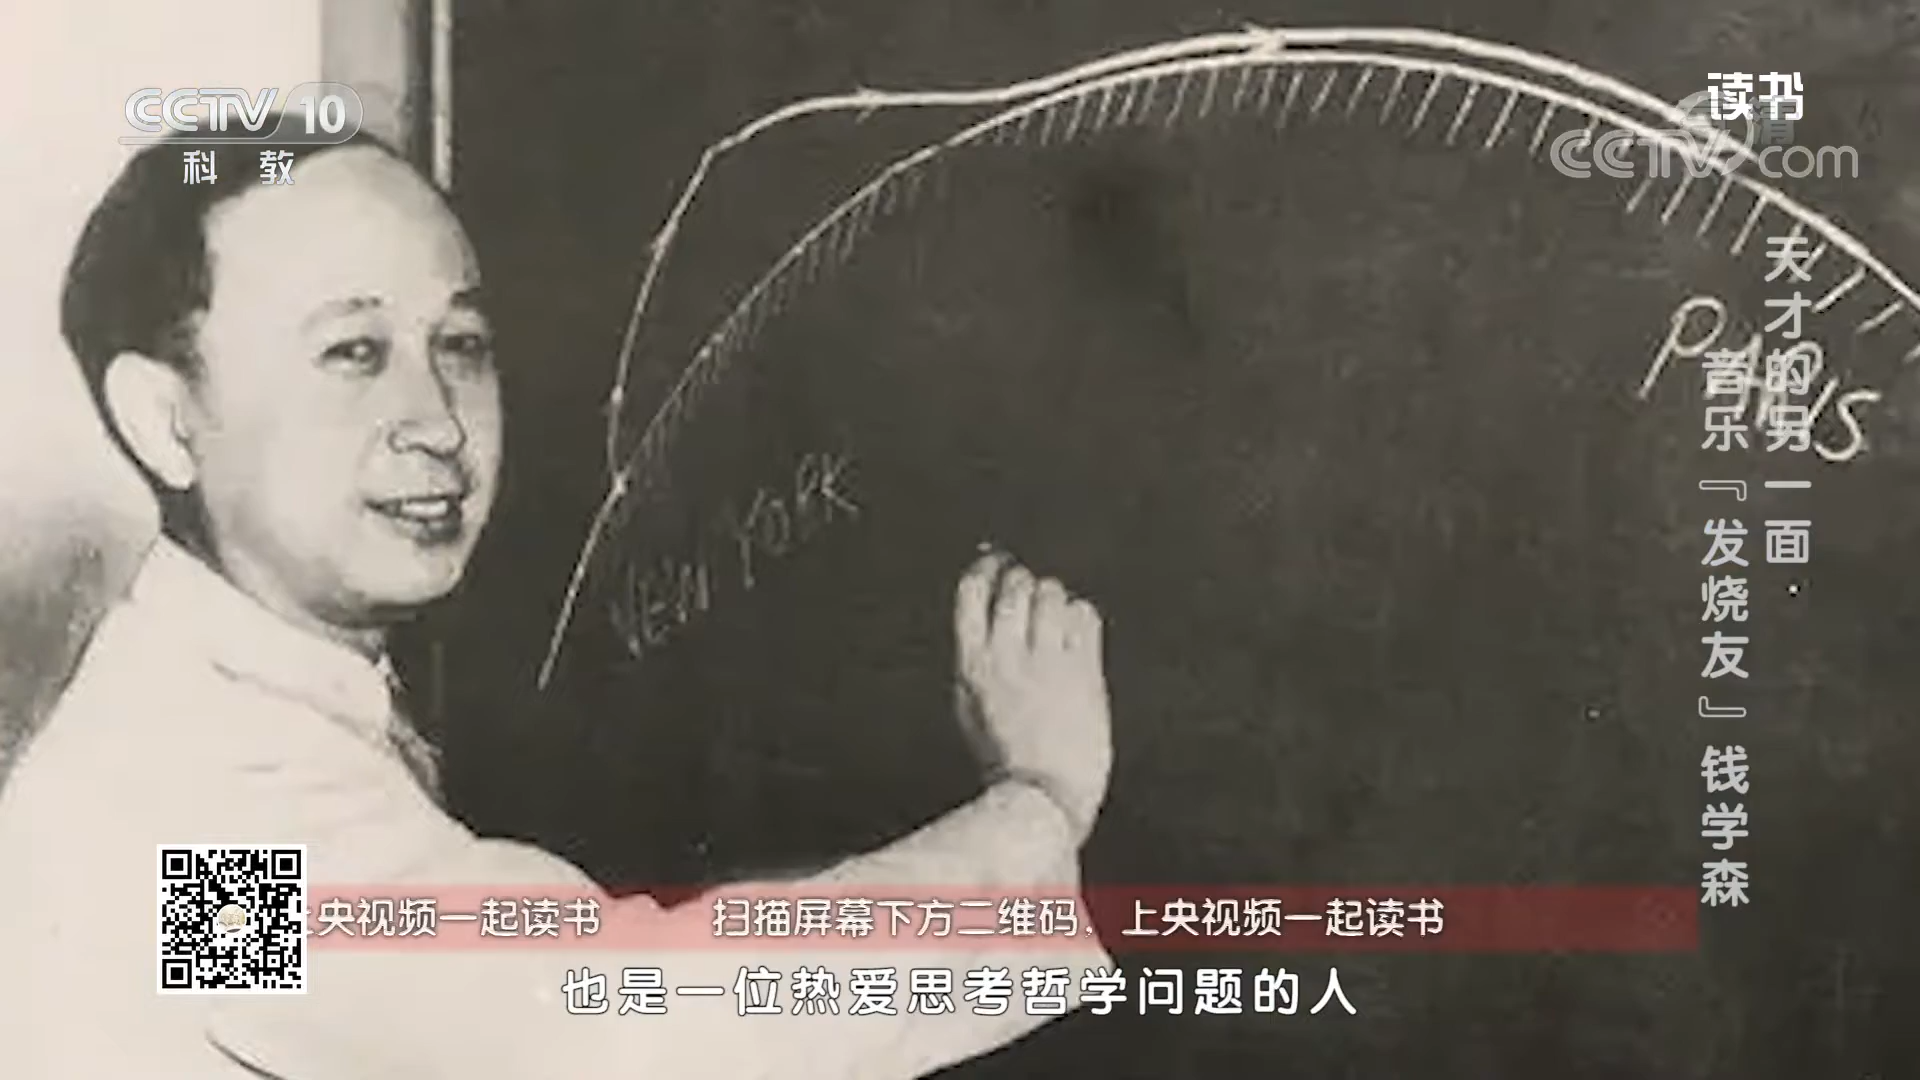 CCTV 10
科 教
读书
CCTV.com
天才的另一面·
音乐『发烧友』钱学森
PARIS
NEW YORK
上央视频一起读书 扫描屏幕下方二维码，上央视频一起读书
也是一位热爱思考哲学问题的人